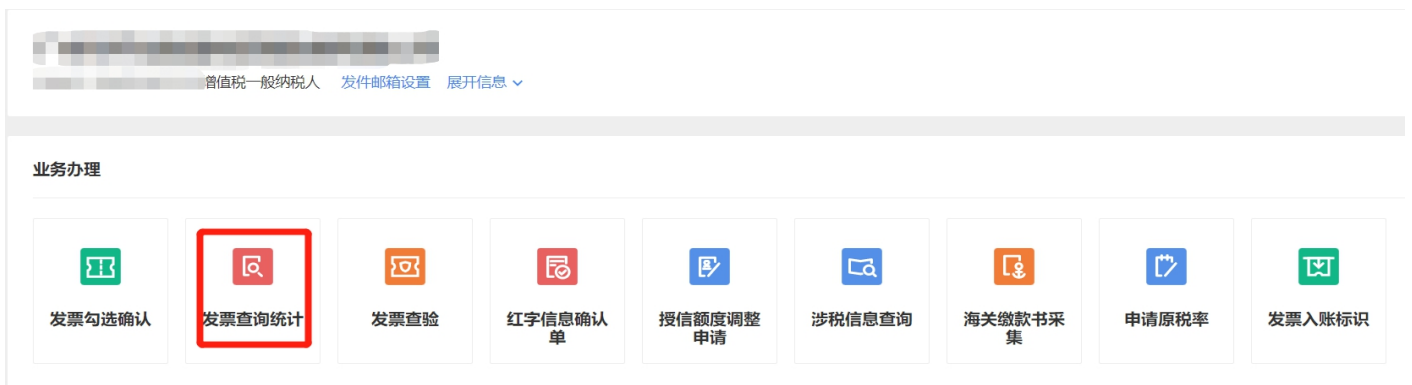 增值税一般纳税人 发件邮箱设置 展开信息
业务办理
发票勾选确认 发票查询统计 发票查验 红字信息确认单 授信额度调整申请 涉税信息查询 海关缴款书采集 申请原税率 发票入账标识